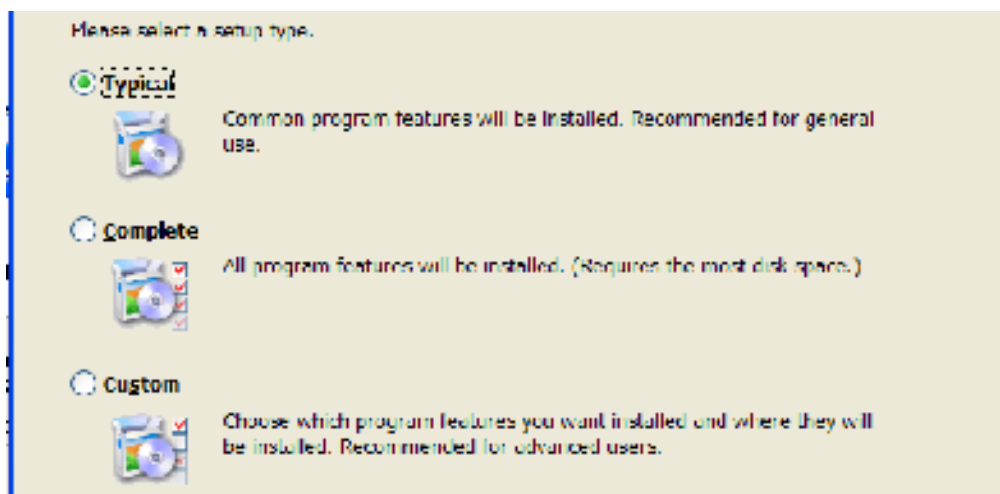 Please select a setup type.
Typical
Common program features will be installed. Recommended for general
use.
Complete
All program features will be installed. (Requires the most disk space.)
Custom
Choose which program features you want installed and where they will
be installed. Recommended for advanced users.